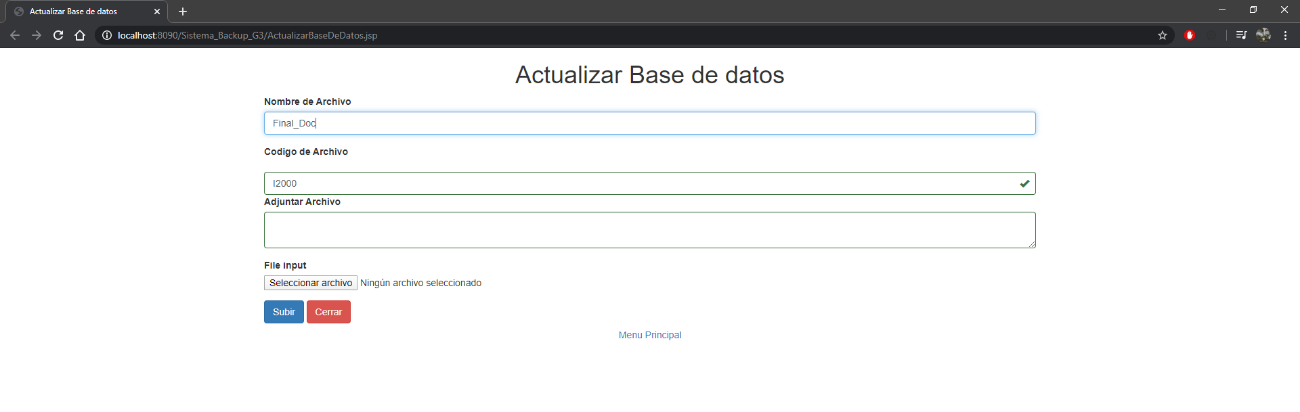 Actualizar Base de datos
localhost:8090/Sistema_Backup_G3/ActualizarBaseDeDatos.jsp
Actualizar Base de datos
Nombre de Archivo
Final_Doc
Codigo de Archivo
I2000
Adjuntar Archivo
File input
Seleccionar archivo Ningún archivo seleccionado
Subir Cerrar
Menu Principal